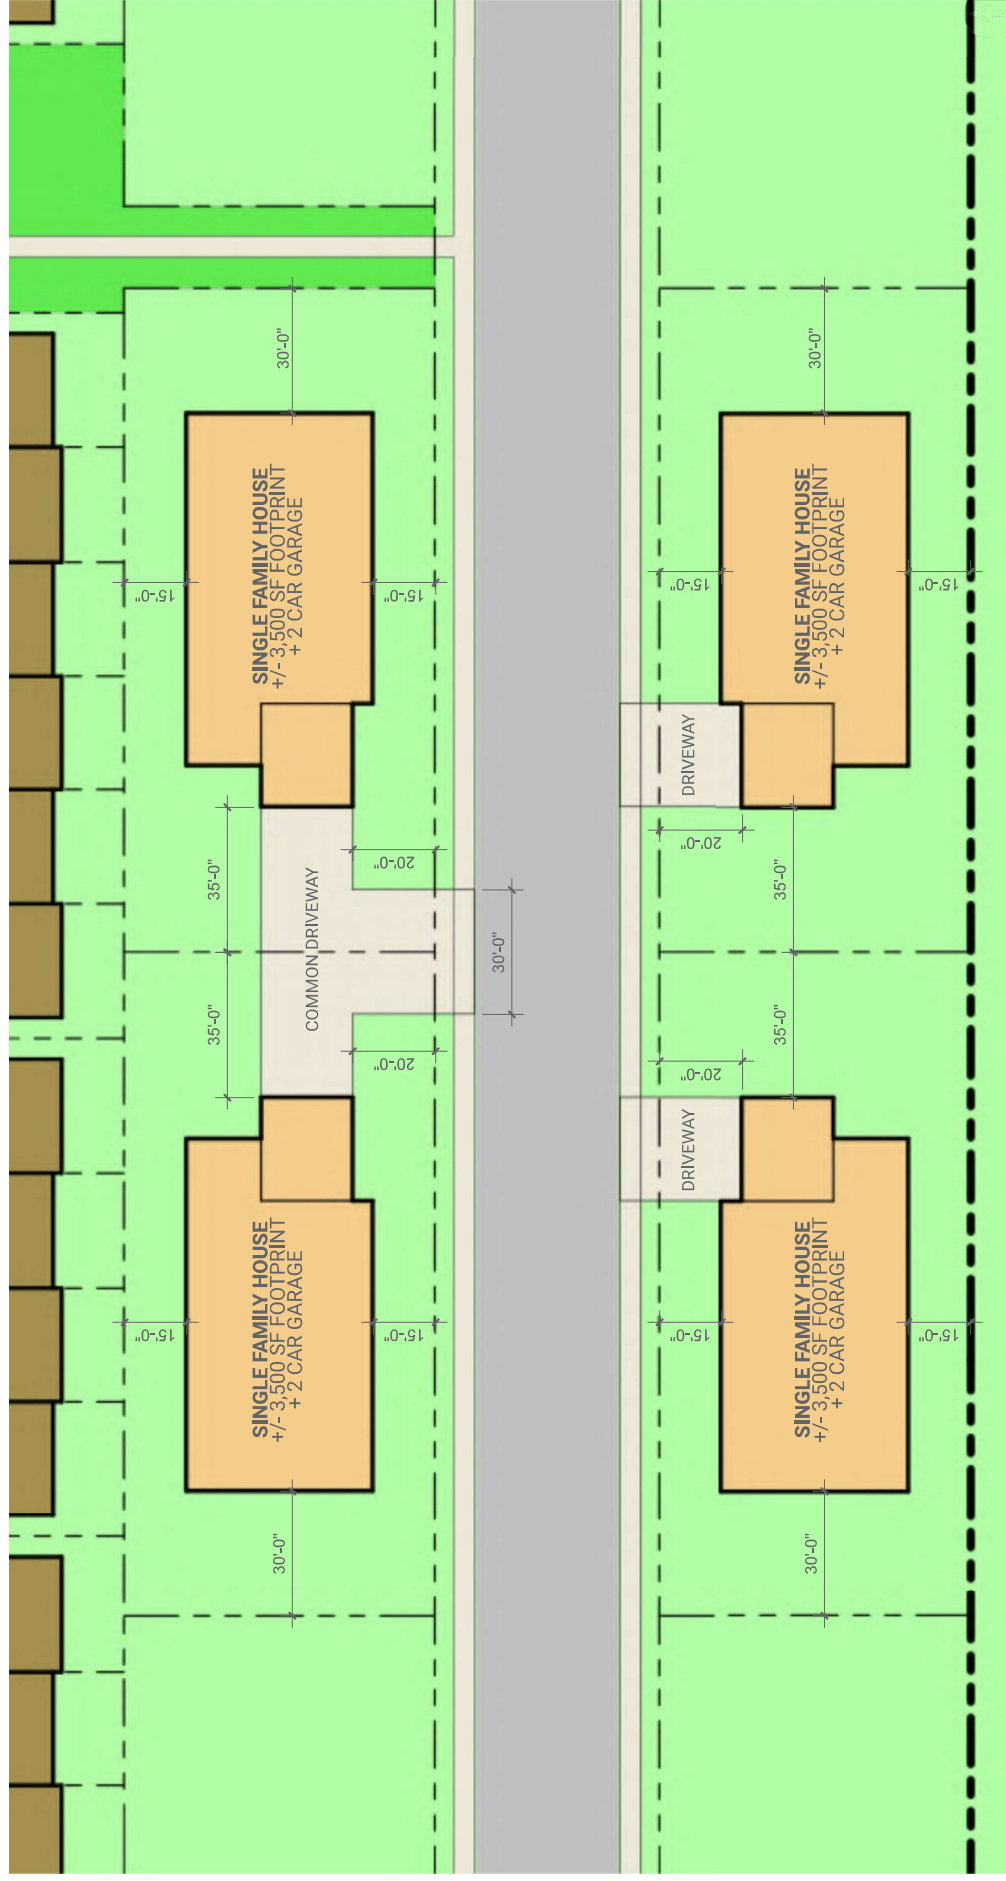 30'-0"
30'-0"
SINGLE FAMILY HOUSE
+/- 3,500 SF FOOTPRINT
+ 2 CAR GARAGE
SINGLE FAMILY HOUSE
+/- 3,500 SF FOOTPRINT
+ 2 CAR GARAGE
15'-0"
15'-0"
15'-0"
15'-0"
DRIVEWAY
20'-0"
20'-0"
35'-0"
35'-0"
COMMON DRIVEWAY
30'-0"
35'-0"
35'-0"
20'-0"
20'-0"
DRIVEWAY
SINGLE FAMILY HOUSE
+/- 3,500 SF FOOTPRINT
+ 2 CAR GARAGE
SINGLE FAMILY HOUSE
+/- 3,500 SF FOOTPRINT
+ 2 CAR GARAGE
15'-0"
15'-0"
15'-0"
15'-0"
30'-0"
30'-0"